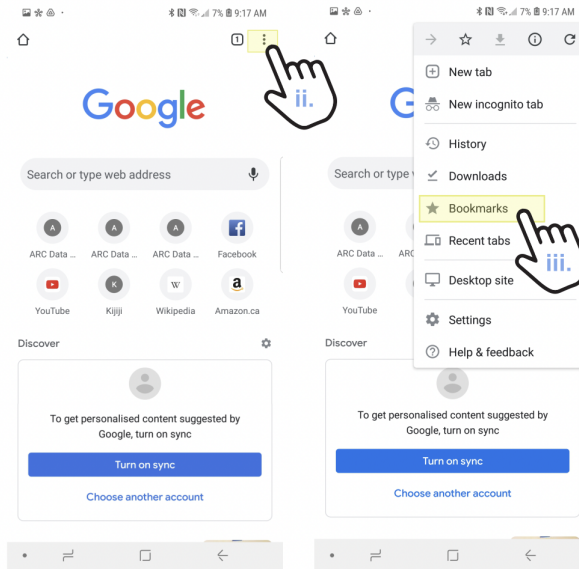 7% 9:17 AM
1
ii.
Google
Search or type web address
A A A
ARC Data ... ARC Data ... ARC Data ... Facebook
K W a
YouTube Kijiji Wikipedia Amazon.ca
Discover
To get personalised content suggested by
Google, turn on sync
Turn on sync
Choose another account
7% 9:17 AM
New tab
New incognito tab
History
Downloads
Bookmarks
Recent tabs
iii.
Desktop site
Settings
Help & feedback
G
Search or type
A
ARC Data ... ARC
YouTube
Discover
To get personalised content suggested by
Google, turn on sync
Turn on sync
Choose another account